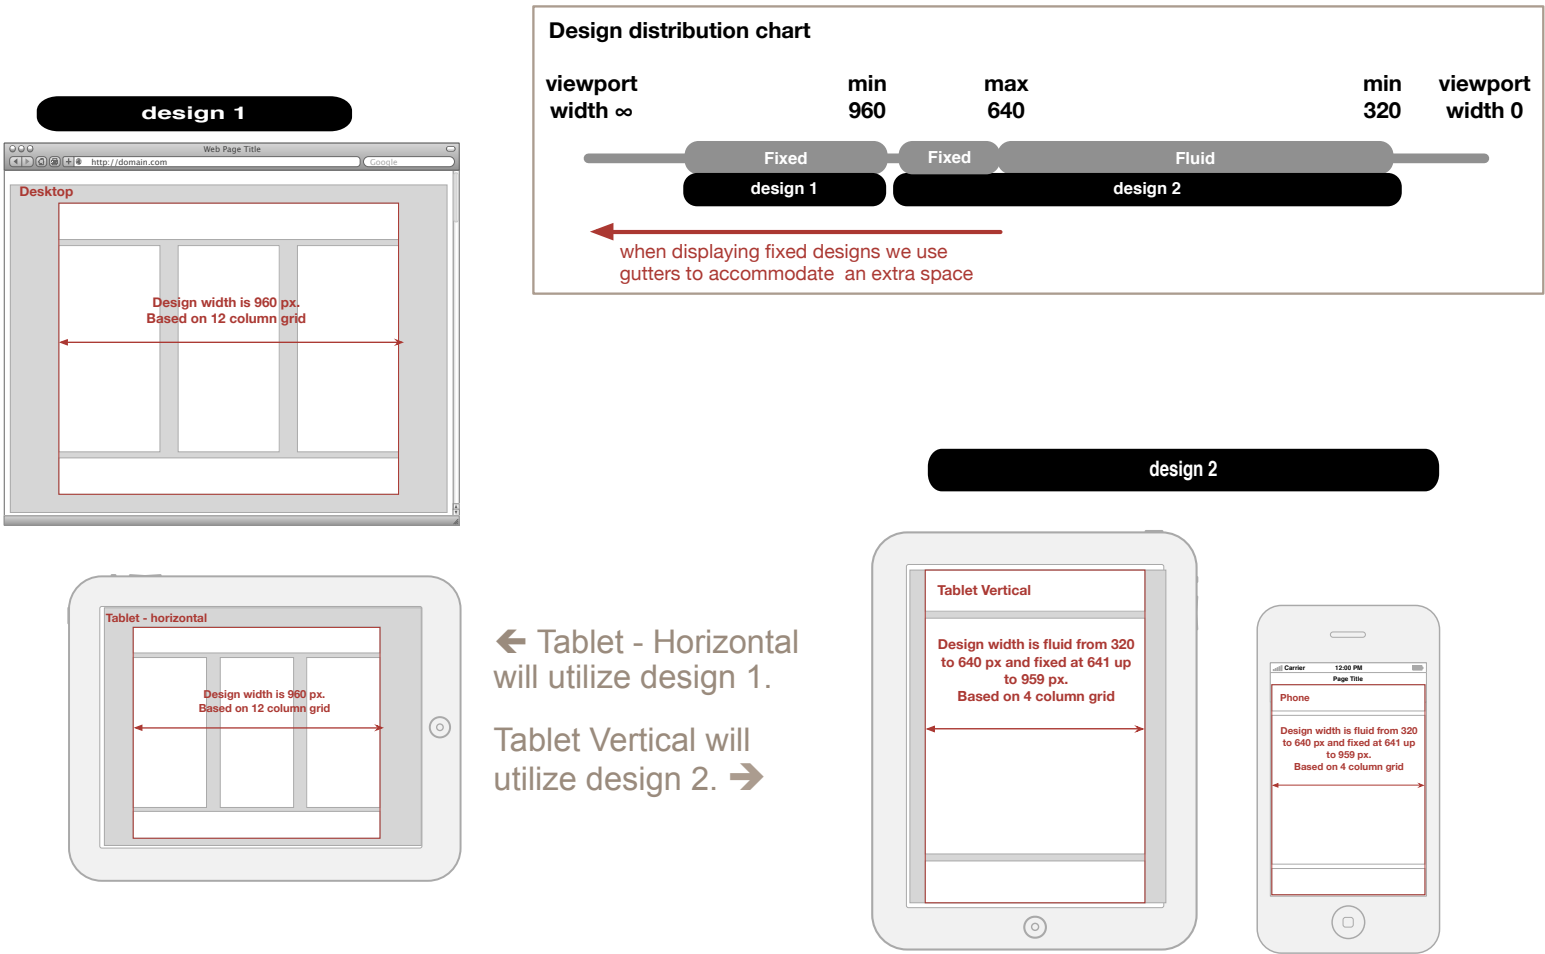 Design distribution chart
viewport width ∞
min 960
max 640
min 320
viewport width 0
Fixed
Fixed
Fluid
design 1
design 2
when displaying fixed designs we use
gutters to accommodate an extra space
design 1
Web Page Title
http://domain.com
Google
Desktop
Design width is 960 px.
Based on 12 column grid
Tablet - horizontal
Design width is 960 px.
Based on 12 column grid
← Tablet - Horizontal
will utilize design 1.
Tablet Vertical will
utilize design 2. →
design 2
Tablet Vertical
Design width is fluid from 320
to 640 px and fixed at 641 up
to 959 px.
Based on 4 column grid
Carrier 12:00 PM
Page Title
Phone
Design width is fluid from 320
to 640 px and fixed at 641 up
to 959 px.
Based on 4 column grid